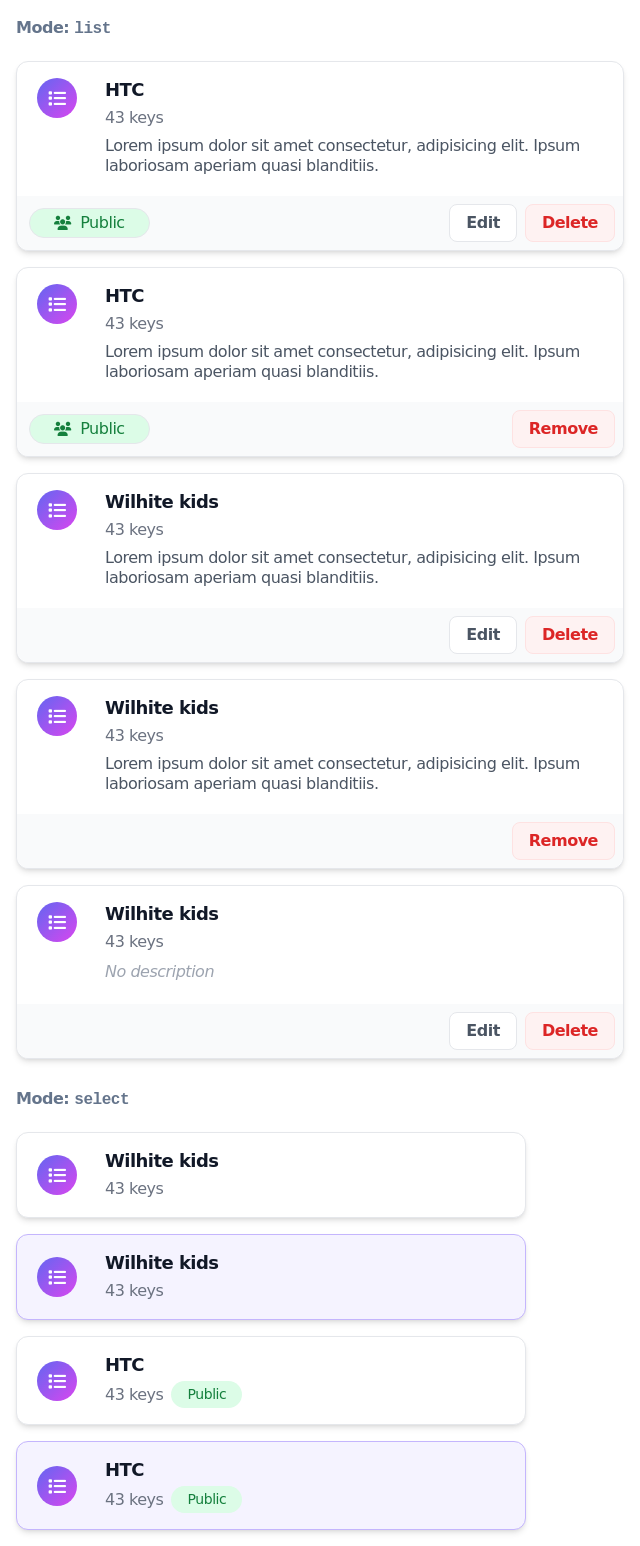 Mode: list
HTC
43 keys
Lorem ipsum dolor sit amet consectetur, adipisicing elit. Ipsum
laboriosam aperiam quasi blanditiis.
Public
Edit
Delete
HTC
43 keys
Lorem ipsum dolor sit amet consectetur, adipisicing elit. Ipsum
laboriosam aperiam quasi blanditiis.
Public
Remove
Wilhite kids
43 keys
Lorem ipsum dolor sit amet consectetur, adipisicing elit. Ipsum
laboriosam aperiam quasi blanditiis.
Edit
Delete
Wilhite kids
43 keys
Lorem ipsum dolor sit amet consectetur, adipisicing elit. Ipsum
laboriosam aperiam quasi blanditiis.
Remove
Wilhite kids
43 keys
No description
Edit
Delete
Mode: select
Wilhite kids
43 keys
Wilhite kids
43 keys
HTC
43 keys
Public
HTC
43 keys
Public